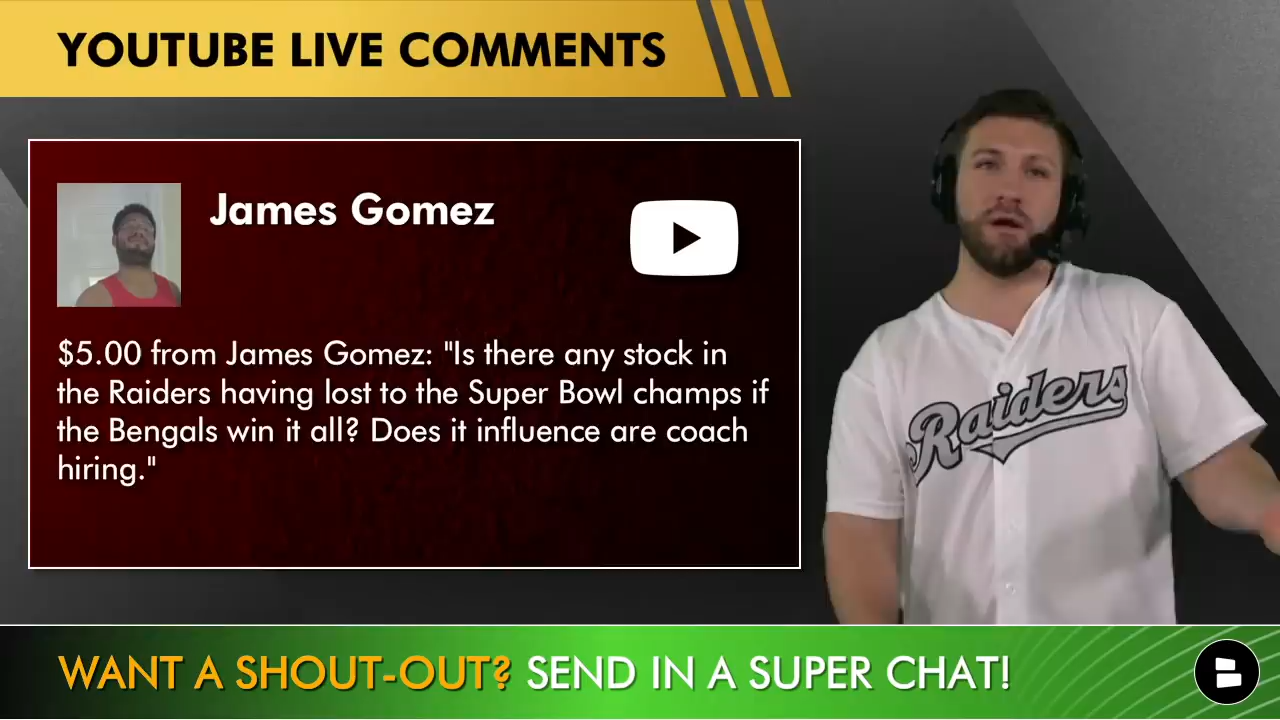 YOUTUBE LIVE COMMENTS
James Gomez
$5.00 from James Gomez: "Is there any stock in
the Raiders having lost to the Super Bowl champs if
the Bengals win it all? Does it influence are coach
hiring."
Raiders
WANT A SHOUT-OUT? SEND IN A SUPER CHAT!